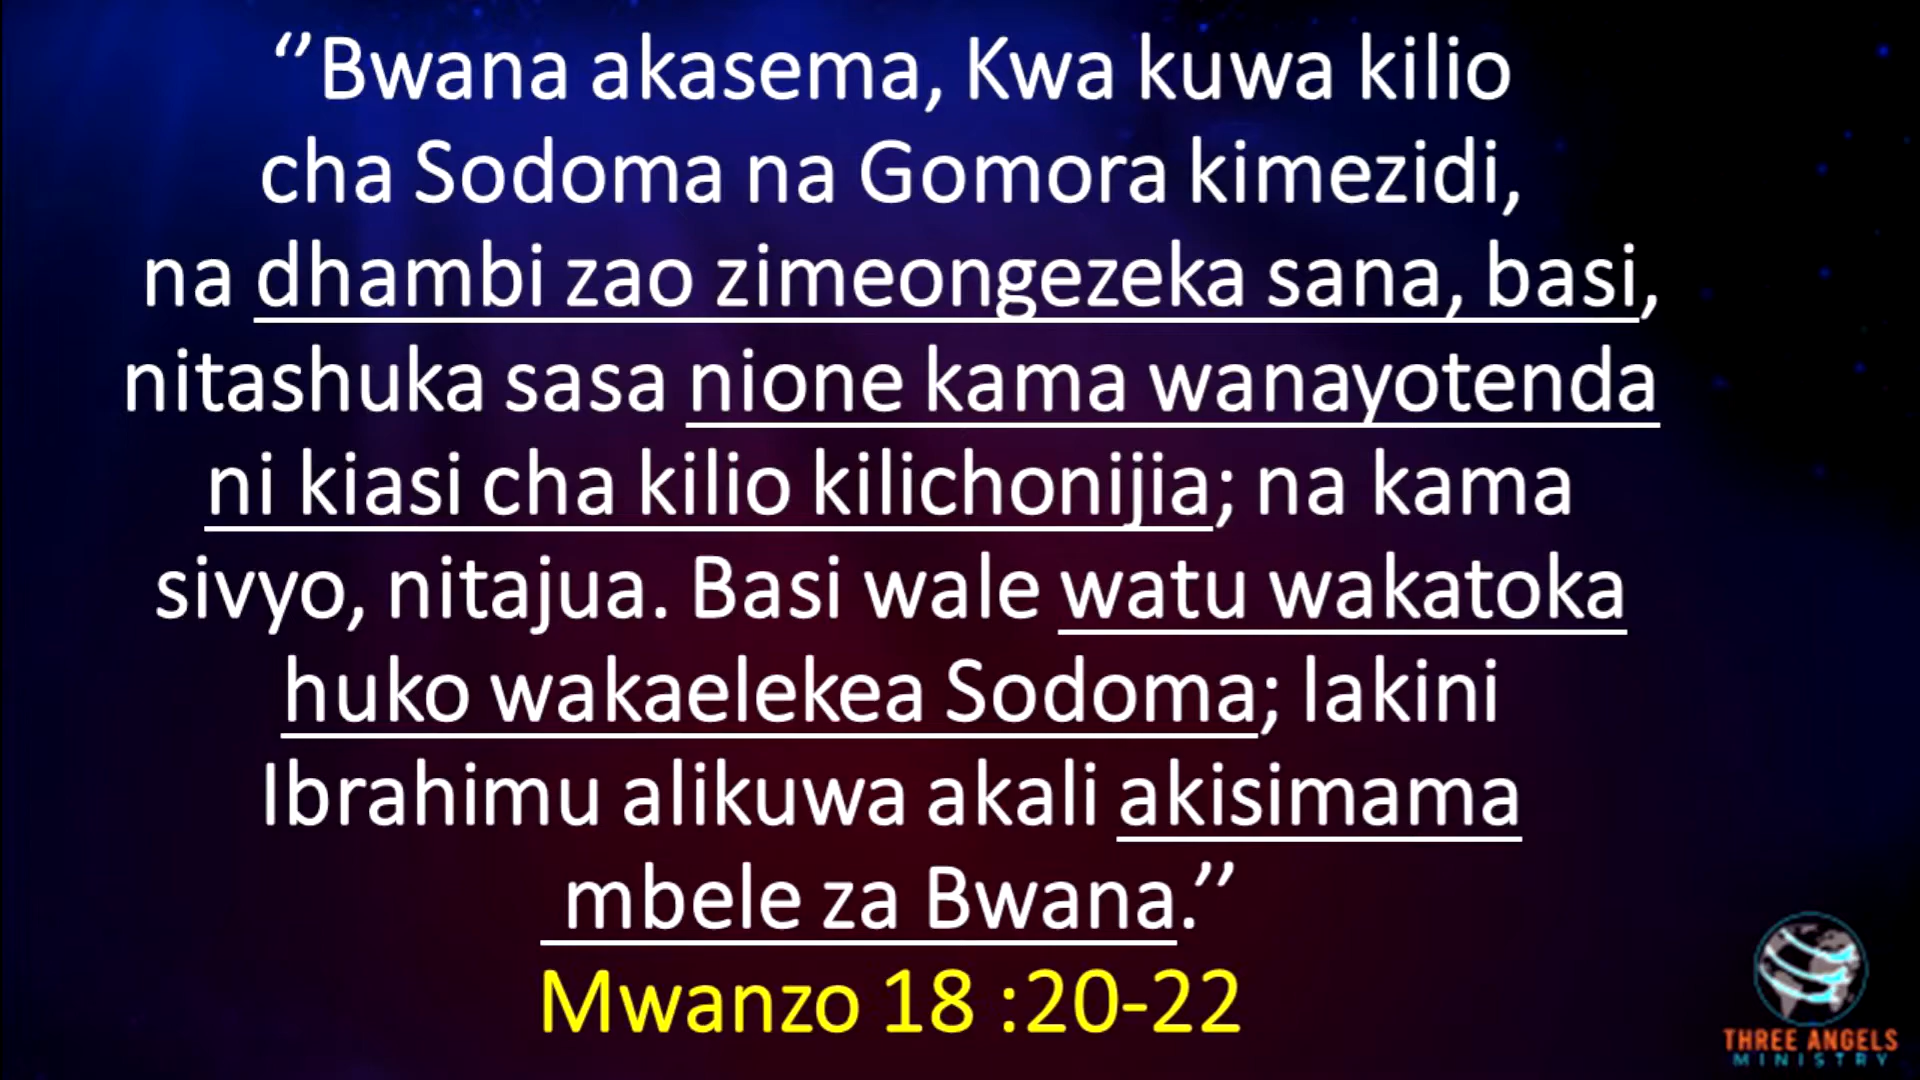 ‘’Bwana akasema, Kwa kuwa kilio
cha Sodoma na Gomora kimezidi,
na dhambi zao zimeongezeka sana, basi,
nitashuka sasa nione kama wanayotenda
ni kiasi cha kilio kilichonijia; na kama
sivyo, nitajua. Basi wale watu wakatoka
huko wakaelekea Sodoma; lakini
Ibrahimu alikuwa akali akisimama
mbele za Bwana.’’
Mwanzo 18 :20-22
THREE ANGELS
MINISTRY